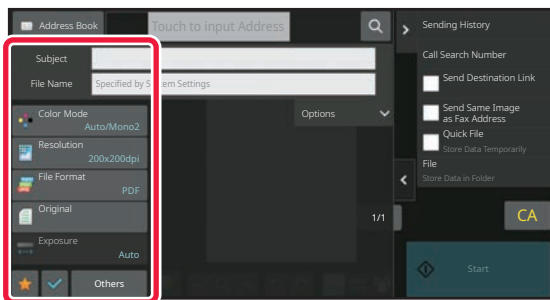 Address Book
Touch to input Address
Subject
File Name
Specified by System Settings
Options
Color Mode
Auto/Mono2
Resolution
200x200dpi
File Format
PDF
Original
Exposure
Auto
Others
1/1
Sending History
Call Search Number
Send Destination Link
Send Same Image
as Fax Address
Quick File
Store Data Temporarily
File
Store Data in Folder
CA
Start